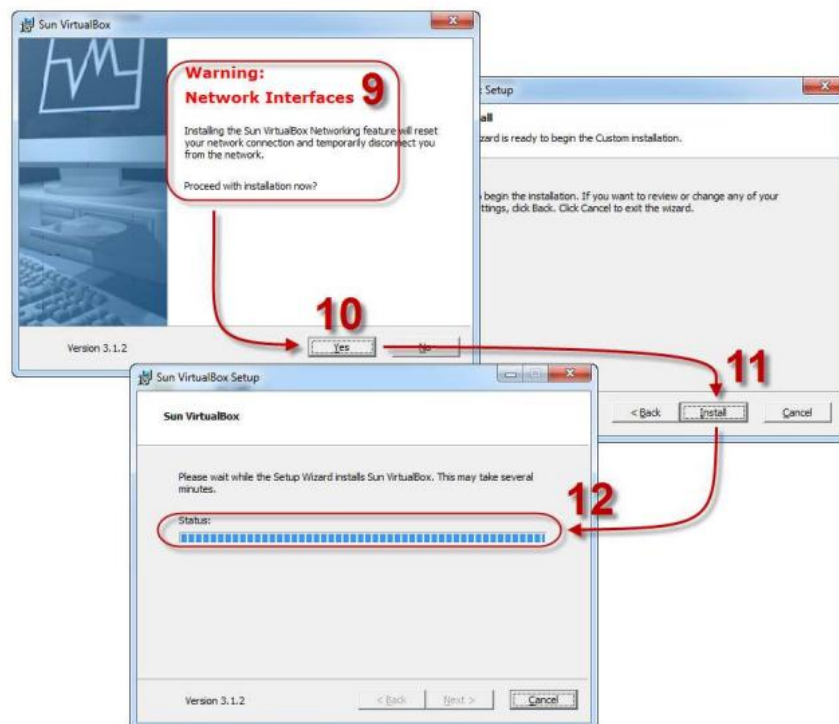 Sun VirtualBox
Warning:
Network Interfaces
9
Installing the Sun VirtualBox Networking feature will reset
your network connection and temporarily disconnect you
from the network.
Proceed with installation now?
10
Version 3.1.2
Yes
No
Setup
all
zard is ready to begin the Custom installation.
begin the installation. If you want to review or change any of your
ttings, click Back. Click Cancel to exit the wizard.
11
< Back
Install
Cancel
Sun VirtualBox Setup
Sun VirtualBox
Please wait while the Setup Wizard installs Sun VirtualBox. This may take several
minutes.
12
Status:
Version 3.1.2
< Back
Next >
Cancel